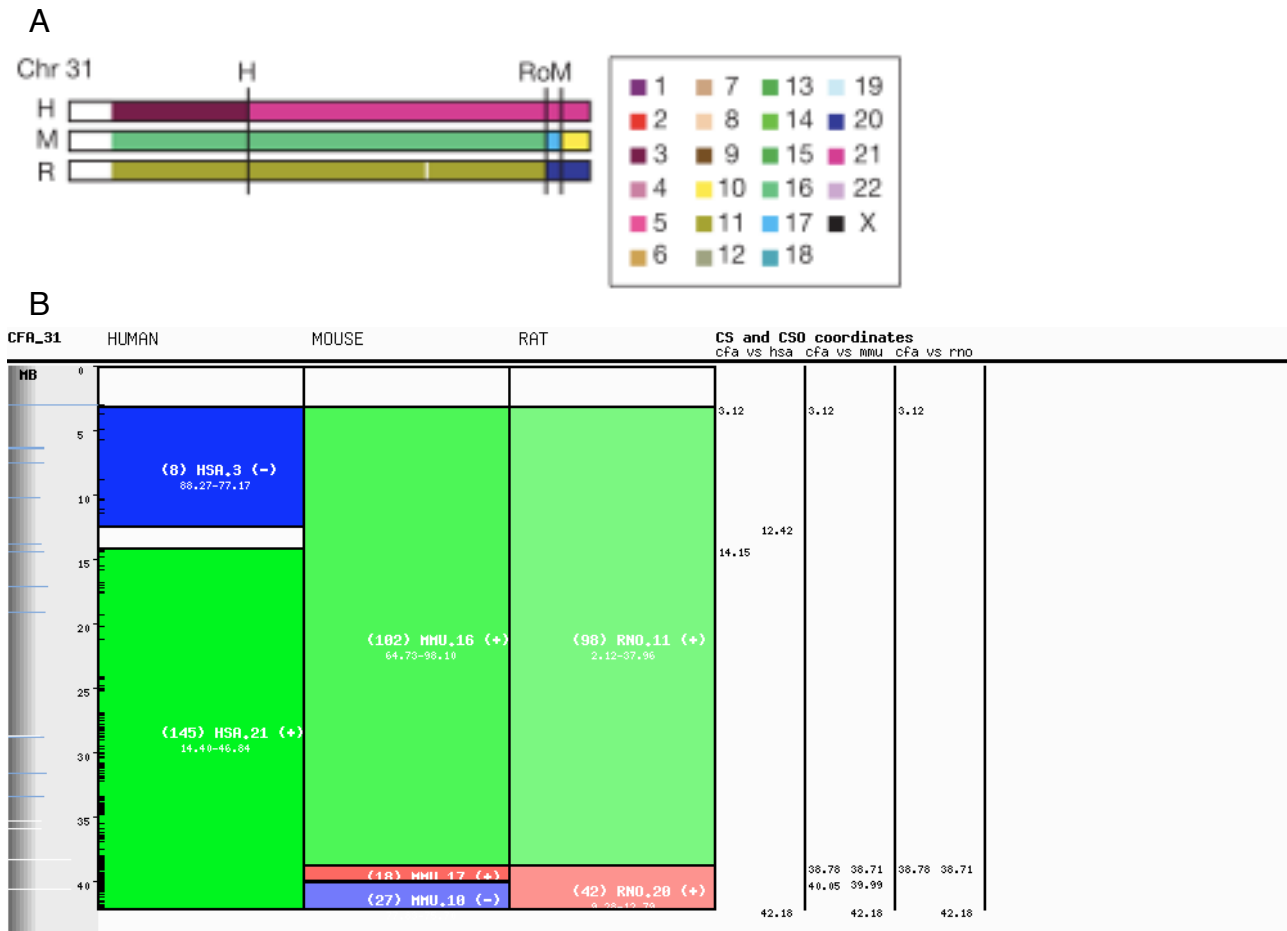 A
Chr 31
H
RoM
H
M
R
1 7 13 19
2 8 14 20
3 9 15 21
4 10 16 22
5 11 17 X
6 12 18
B
CFA_31 HUMAN MOUSE RAT CS and CSO coordinates
cfa vs hsa cfa vs mmu cfa vs rno
MB
0
3.12 3.12 3.12
5
(8) HSA.3 (-)
88.27-77.17
10
12.42
14.15
15
20
(102) MMU.16 (+) (98) RNO.11 (+)
64.73-98.10 2.12-37.96
25
(145) HSA.21 (+)
14.40-46.84
30
35
38.78 38.71 38.78 38.71
(18) MMU.17 (+)
40
40.05 39.99
(42) RNO.20 (+)
(27) MMU.10 (-)
42.18 42.18 42.18